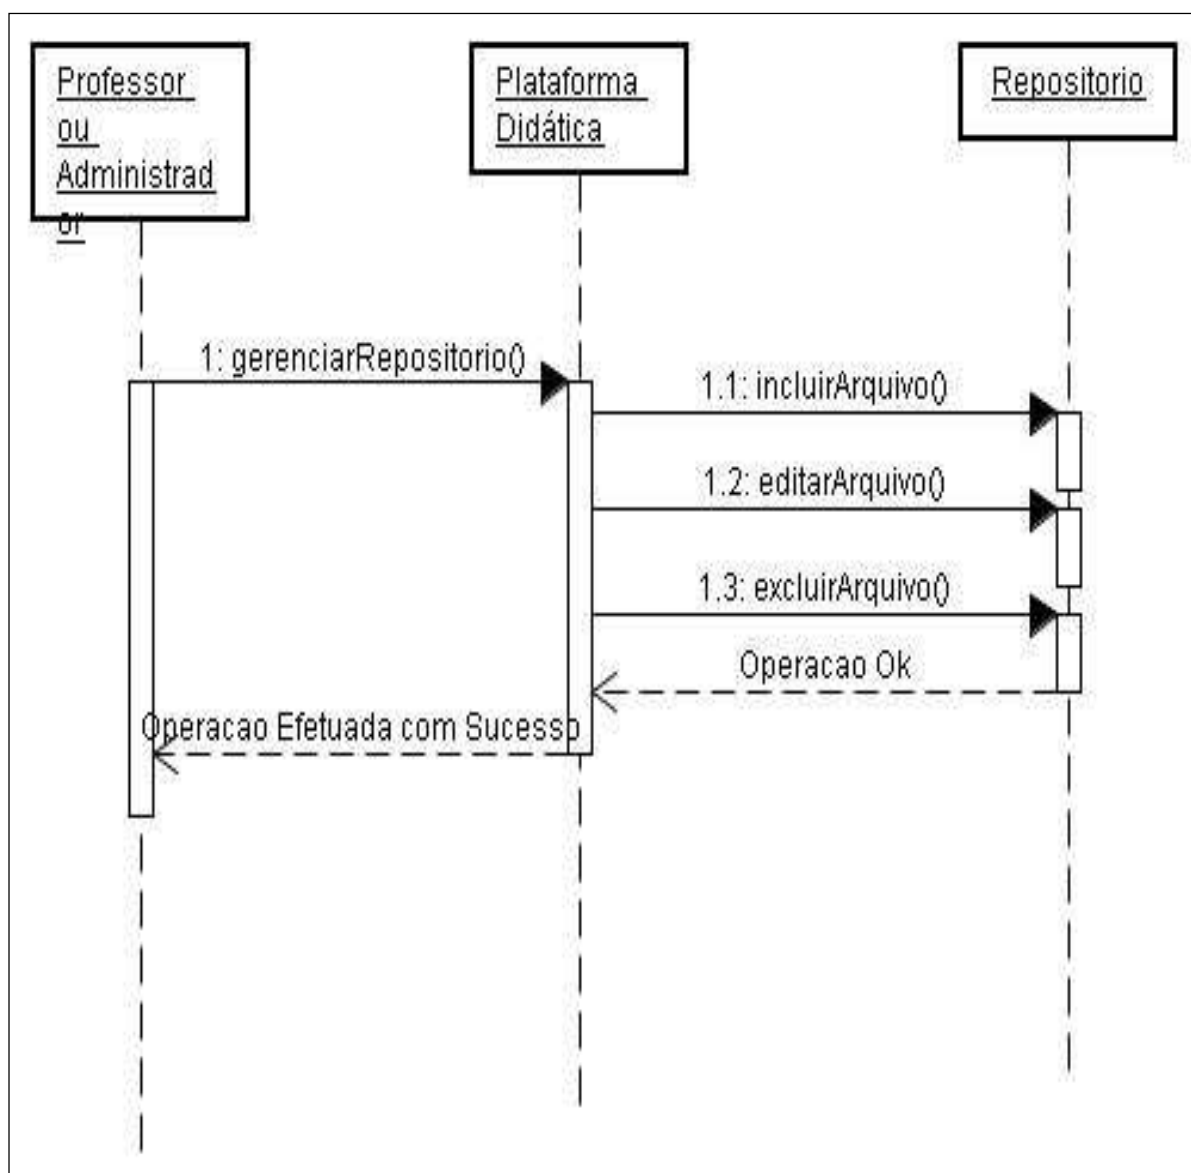 Professor
ou
Administrad
or
Plataforma
Didática
Repositorio
1: gerenciarRepositorio()
1.1: incluirArquivo()
1.2: editarArquivo()
1.3: excluirArquivo()
Operacao Ok
Operacao Efetuada com Sucesso